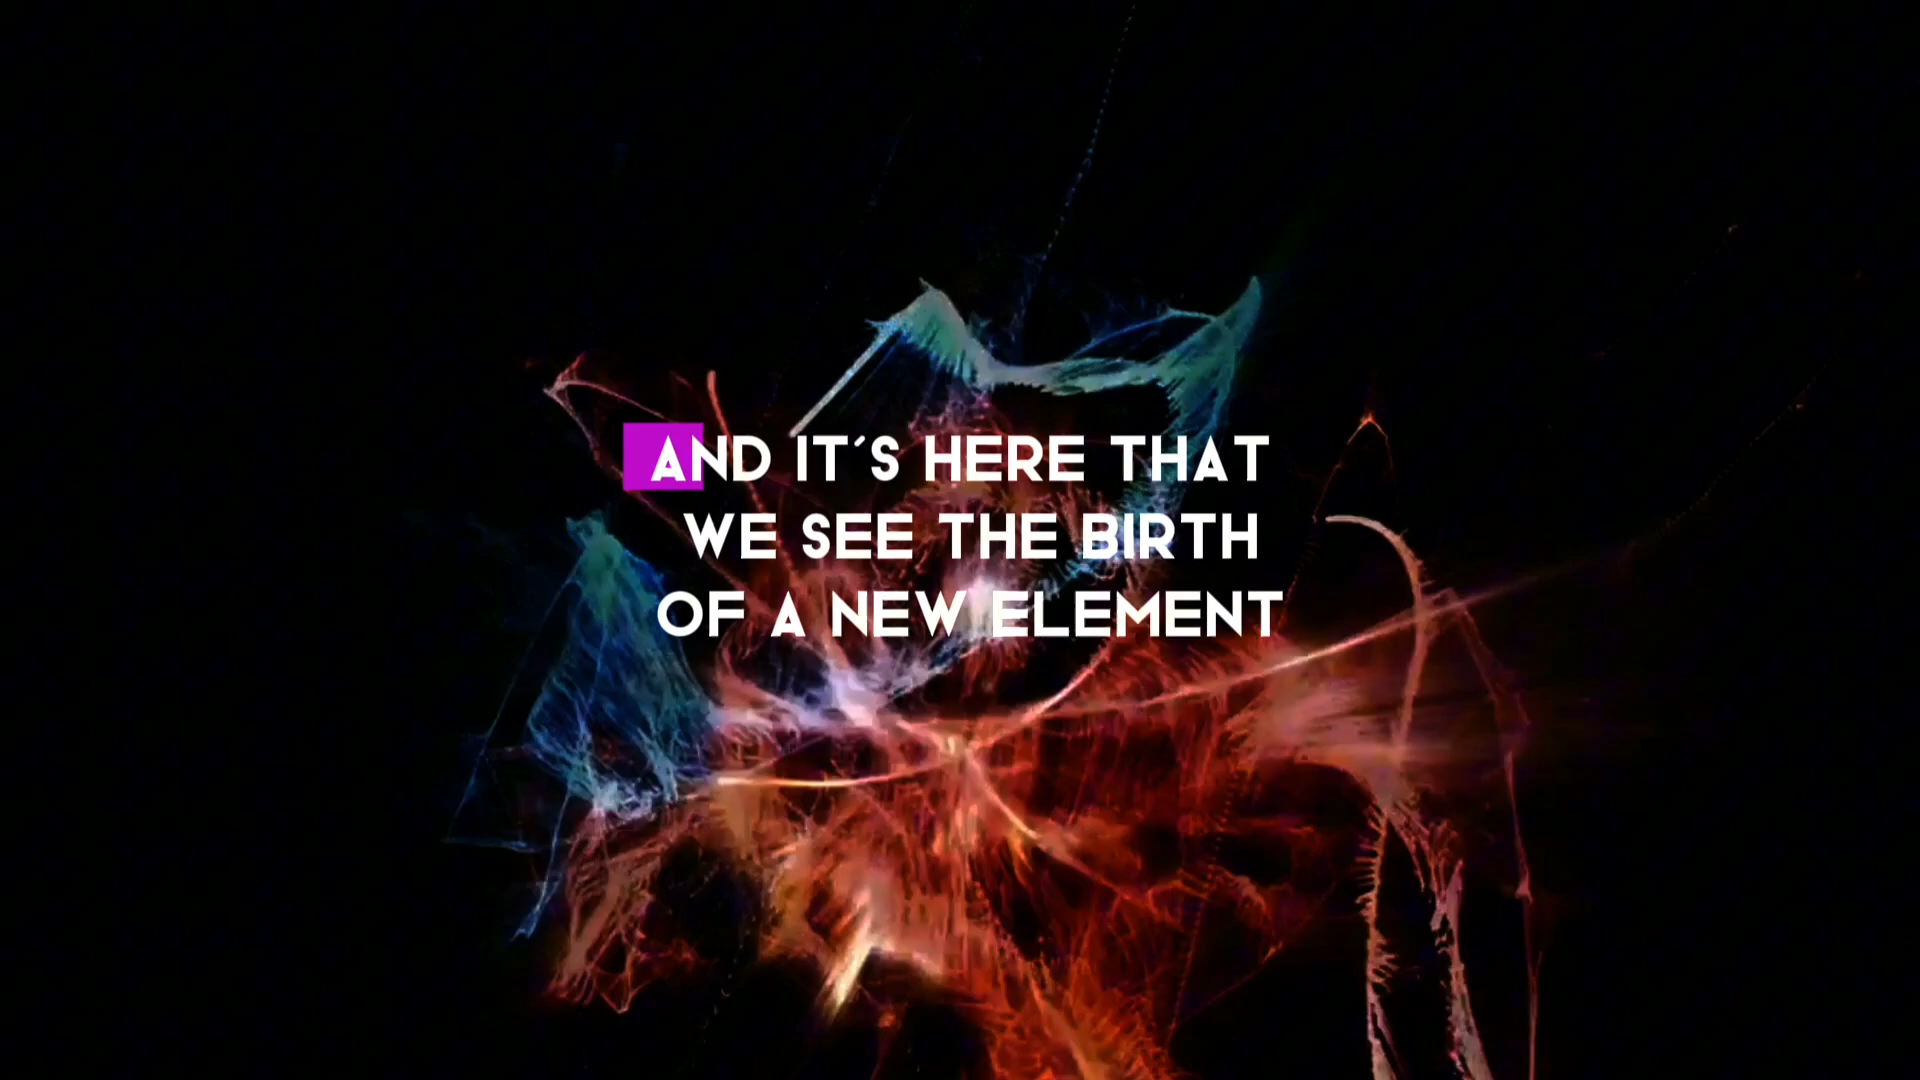 AND IT´S HERE THAT
WE SEE THE BIRTH
OF A NEW ELEMENT